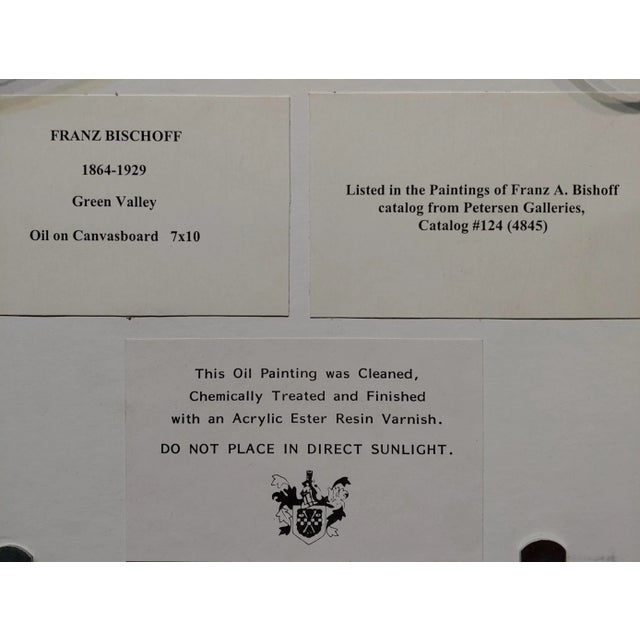 FRANZ BISCHOFF
1864-1929
Green Valley
Oil on Canvasboard 7x10
Listed in the Paintings of Franz A. Bishoff
catalog from Petersen Galleries,
Catalog #124 (4845)
This Oil Painting was Cleaned,
Chemically Treated and Finished
with an Acrylic Ester Resin Varnish.
DO NOT PLACE IN DIRECT SUNLIGHT.